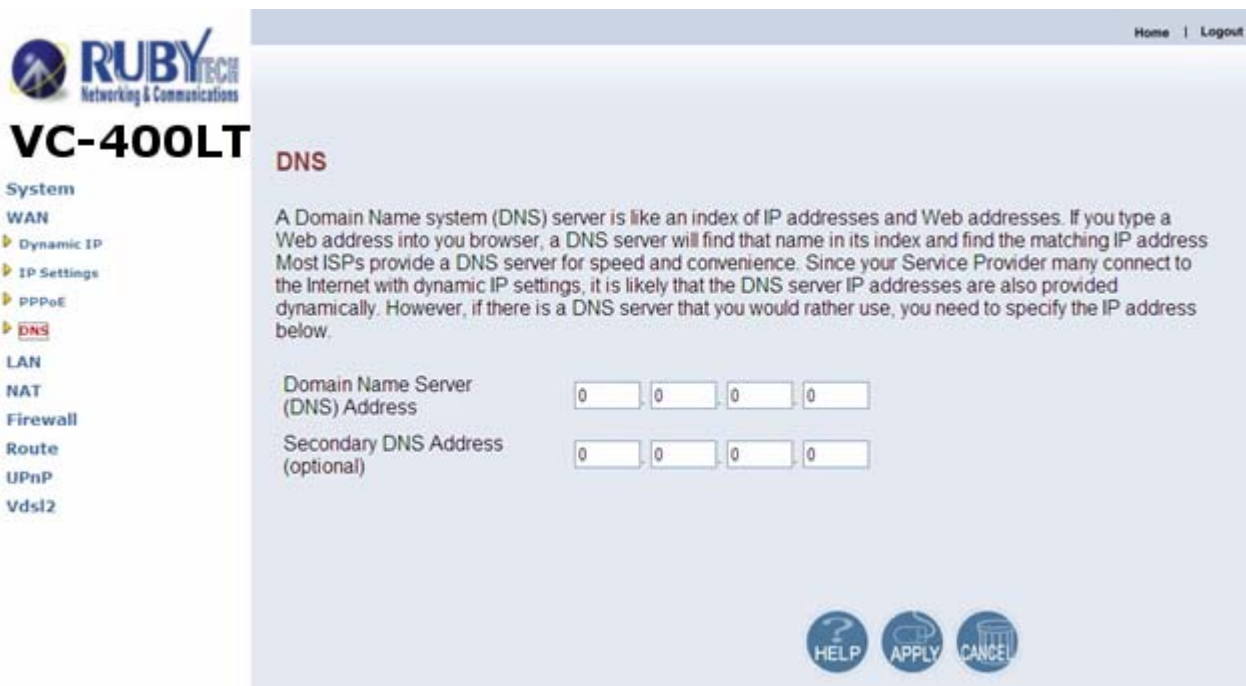 Home | Logout
RUBYTECH
Networking & Communications
VC-400LT
System
WAN
Dynamic IP
IP Settings
PPPoE
DNS
LAN
NAT
Firewall
Route
UPnP
Vdsl2
DNS
A Domain Name system (DNS) server is like an index of IP addresses and Web addresses. If you type a
Web address into you browser, a DNS server will find that name in its index and find the matching IP address
Most ISPs provide a DNS server for speed and convenience. Since your Service Provider many connect to
the Internet with dynamic IP settings, it is likely that the DNS server IP addresses are also provided
dynamically. However, if there is a DNS server that you would rather use, you need to specify the IP address
below.
Domain Name Server
(DNS) Address
0 . 0 . 0 . 0
Secondary DNS Address
(optional)
0 . 0 . 0 . 0
HELP APPLY CANCEL